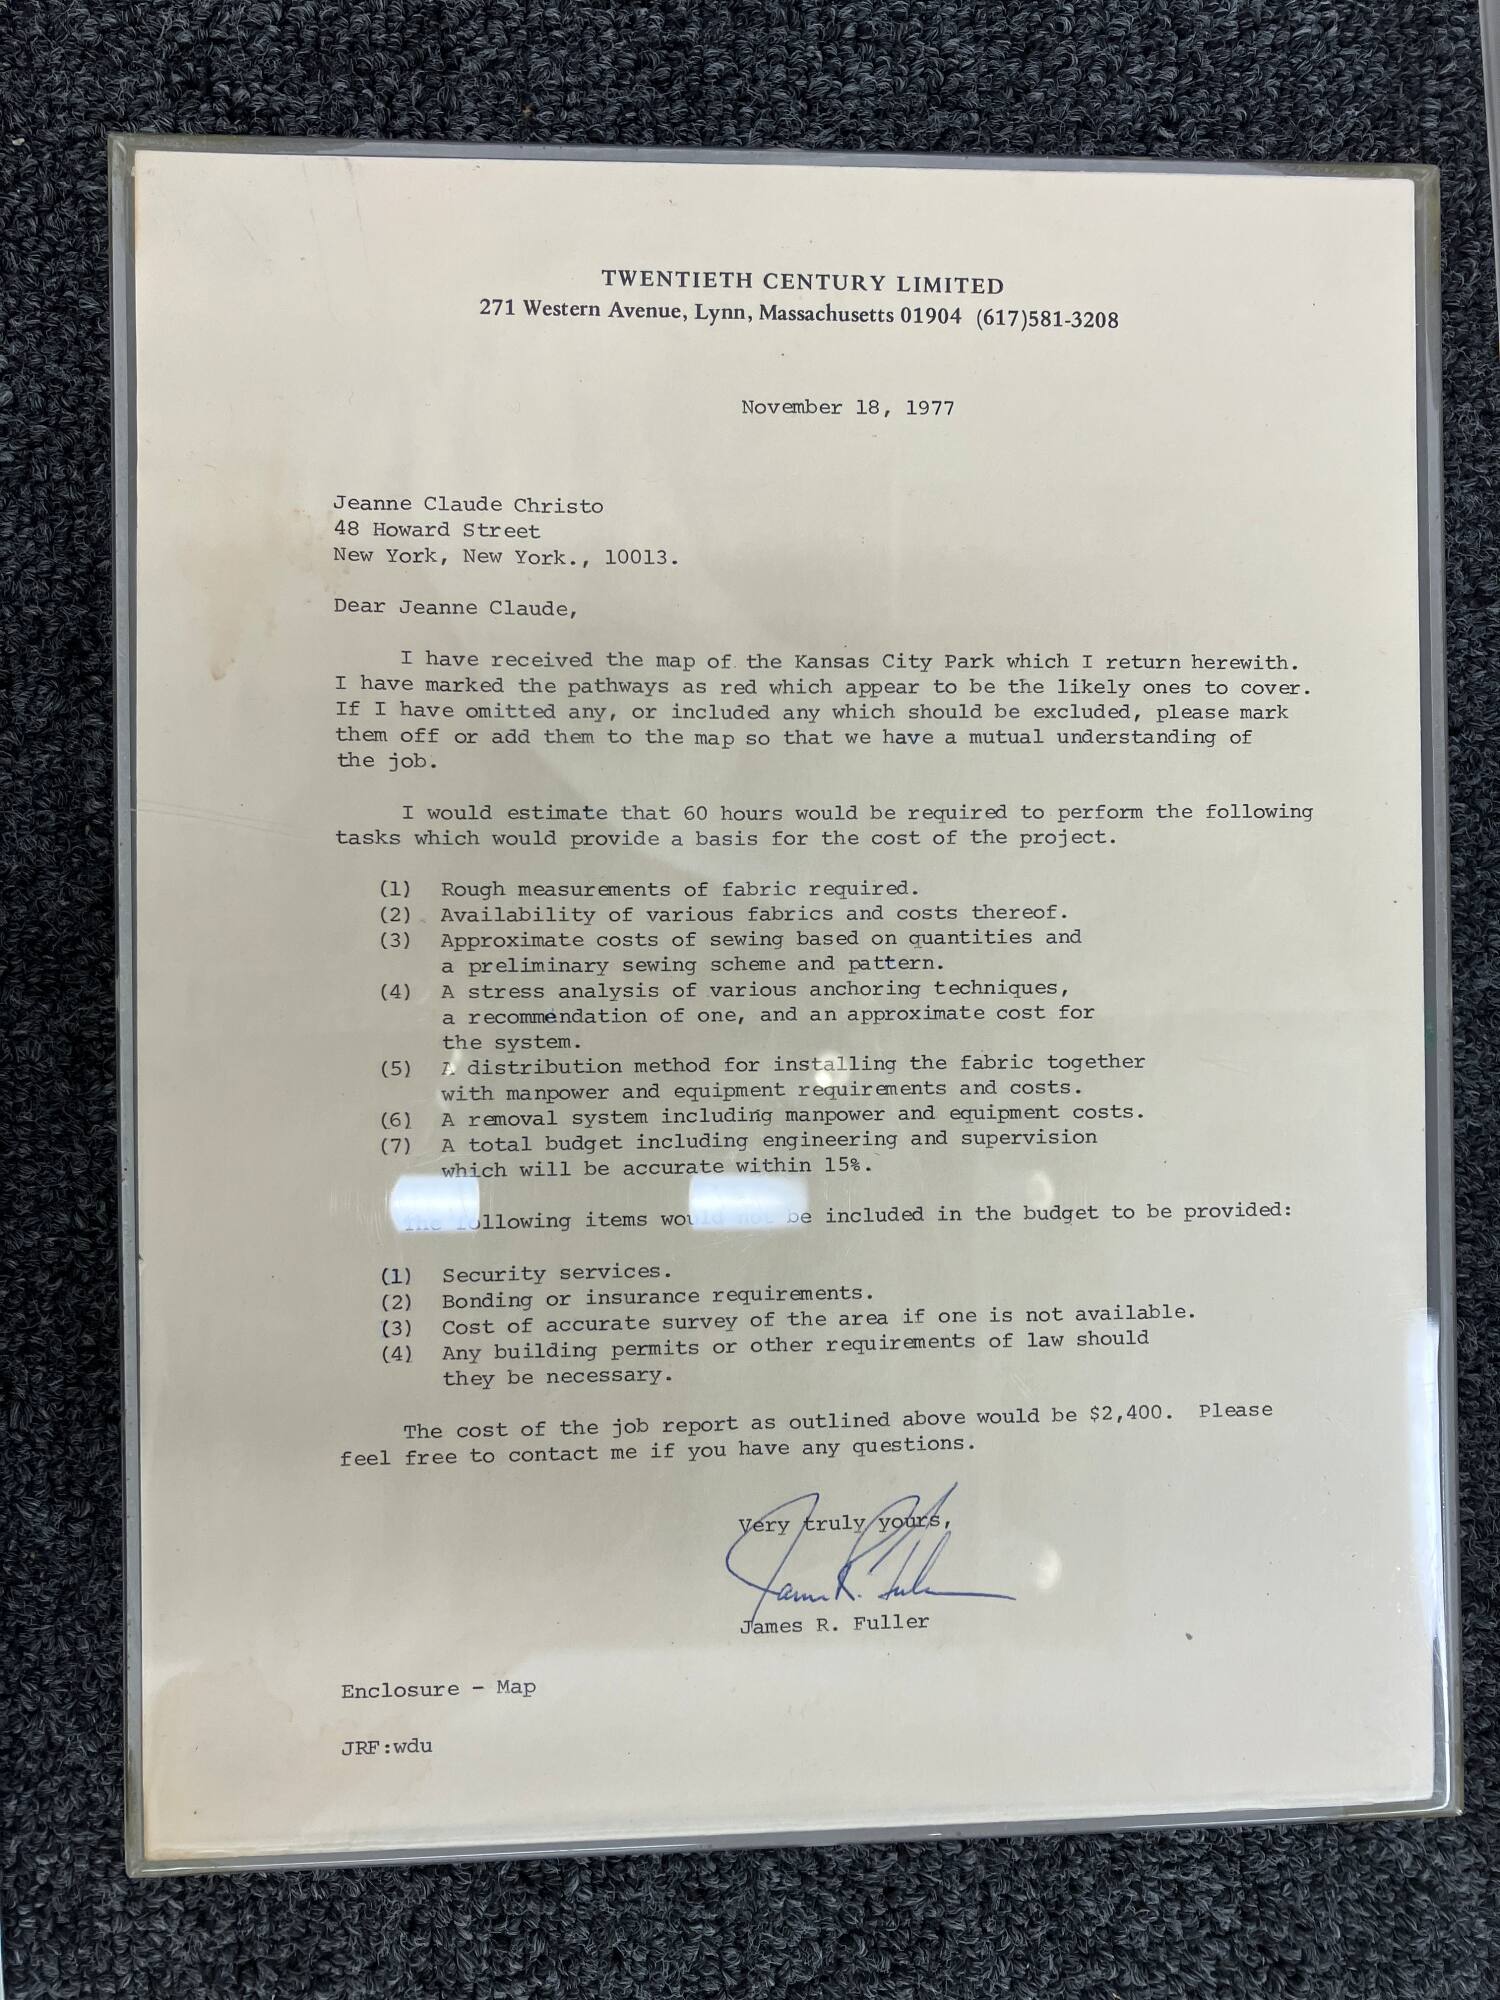 TWENTIETH CENTURY LIMITED
271 Western Avenue, Lynn, Massachusetts 01904 (617)581-3208
November 18, 1977
Jeanne Claude Christo
48 Howard Street
New York, New York., 10013.
Dear Jeanne Claude,
I have received the map of the Kansas City Park which I return herewith.
I have marked the pathways as red which appear to be the likely ones to cover.
If I have omitted any, or included any which should be excluded, please mark
them off or add them to the map so that we have a mutual understanding of
the job.
I would estimate that 60 hours would be required to perform the following
tasks which would provide a basis for the cost of the project.
(1) Rough measurements of fabric required.
(2) Availability of various fabrics and costs thereof.
(3) Approximate costs of sewing based on quantities and
a preliminary sewing scheme and pattern.
(4) A stress analysis of various anchoring techniques,
a recommendation of one, and an approximate cost for
the system.
(5) A distribution method for installing the fabric together
with manpower and equipment requirements and costs.
(6) A removal system including manpower and equipment costs.
(7) A total budget including engineering and supervision
which will be accurate within 15%.
The following items would not be included in the budget to be provided:
(1) Security services.
(2) Bonding or insurance requirements.
(3) Cost of accurate survey of the area if one is not available.
(4) Any building permits or other requirements of law should
they be necessary.
The cost of the job report as outlined above would be $2,400. Please
feel free to contact me if you have any questions.
Very truly yours,
James R. Fuller
James R. Fuller
Enclosure - Map
JRF:wdu